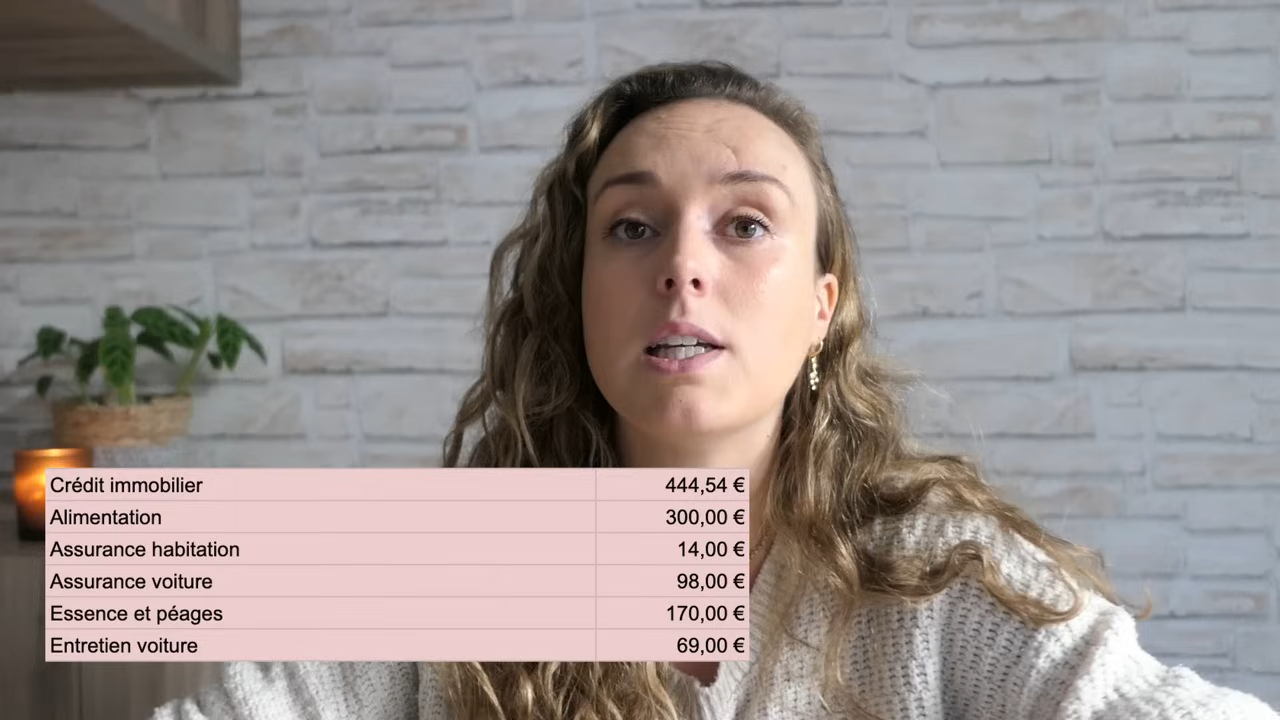 Crédit immobilier 444,54 €
Alimentation 300,00 €
Assurance habitation 14,00 €
Assurance voiture 98,00 €
Essence et péages 170,00 €
Entretien voiture 69,00 €